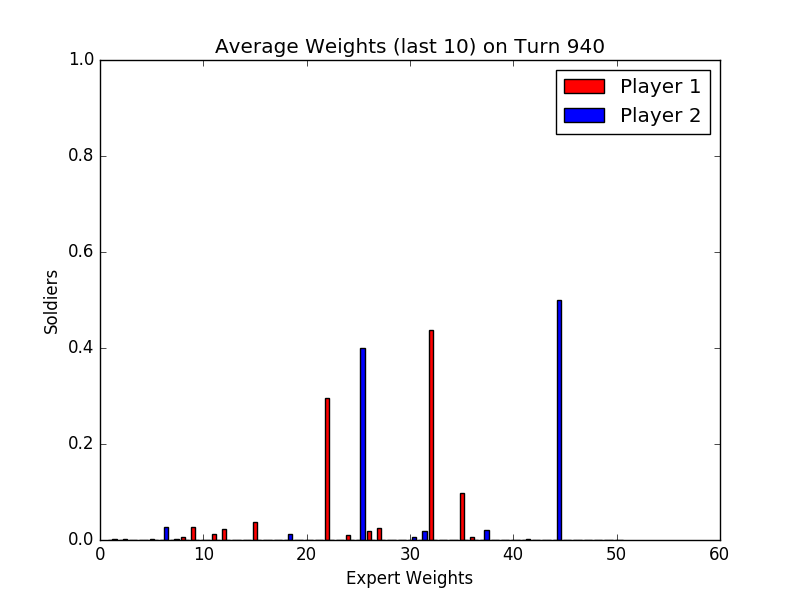 Average Weights (last 10) on Turn 940
1.0
Player 1
Player 2
0.8
0.6
Soldiers
0.4
0.2
0.0
0 10 20 30 40 50 60
Expert Weights